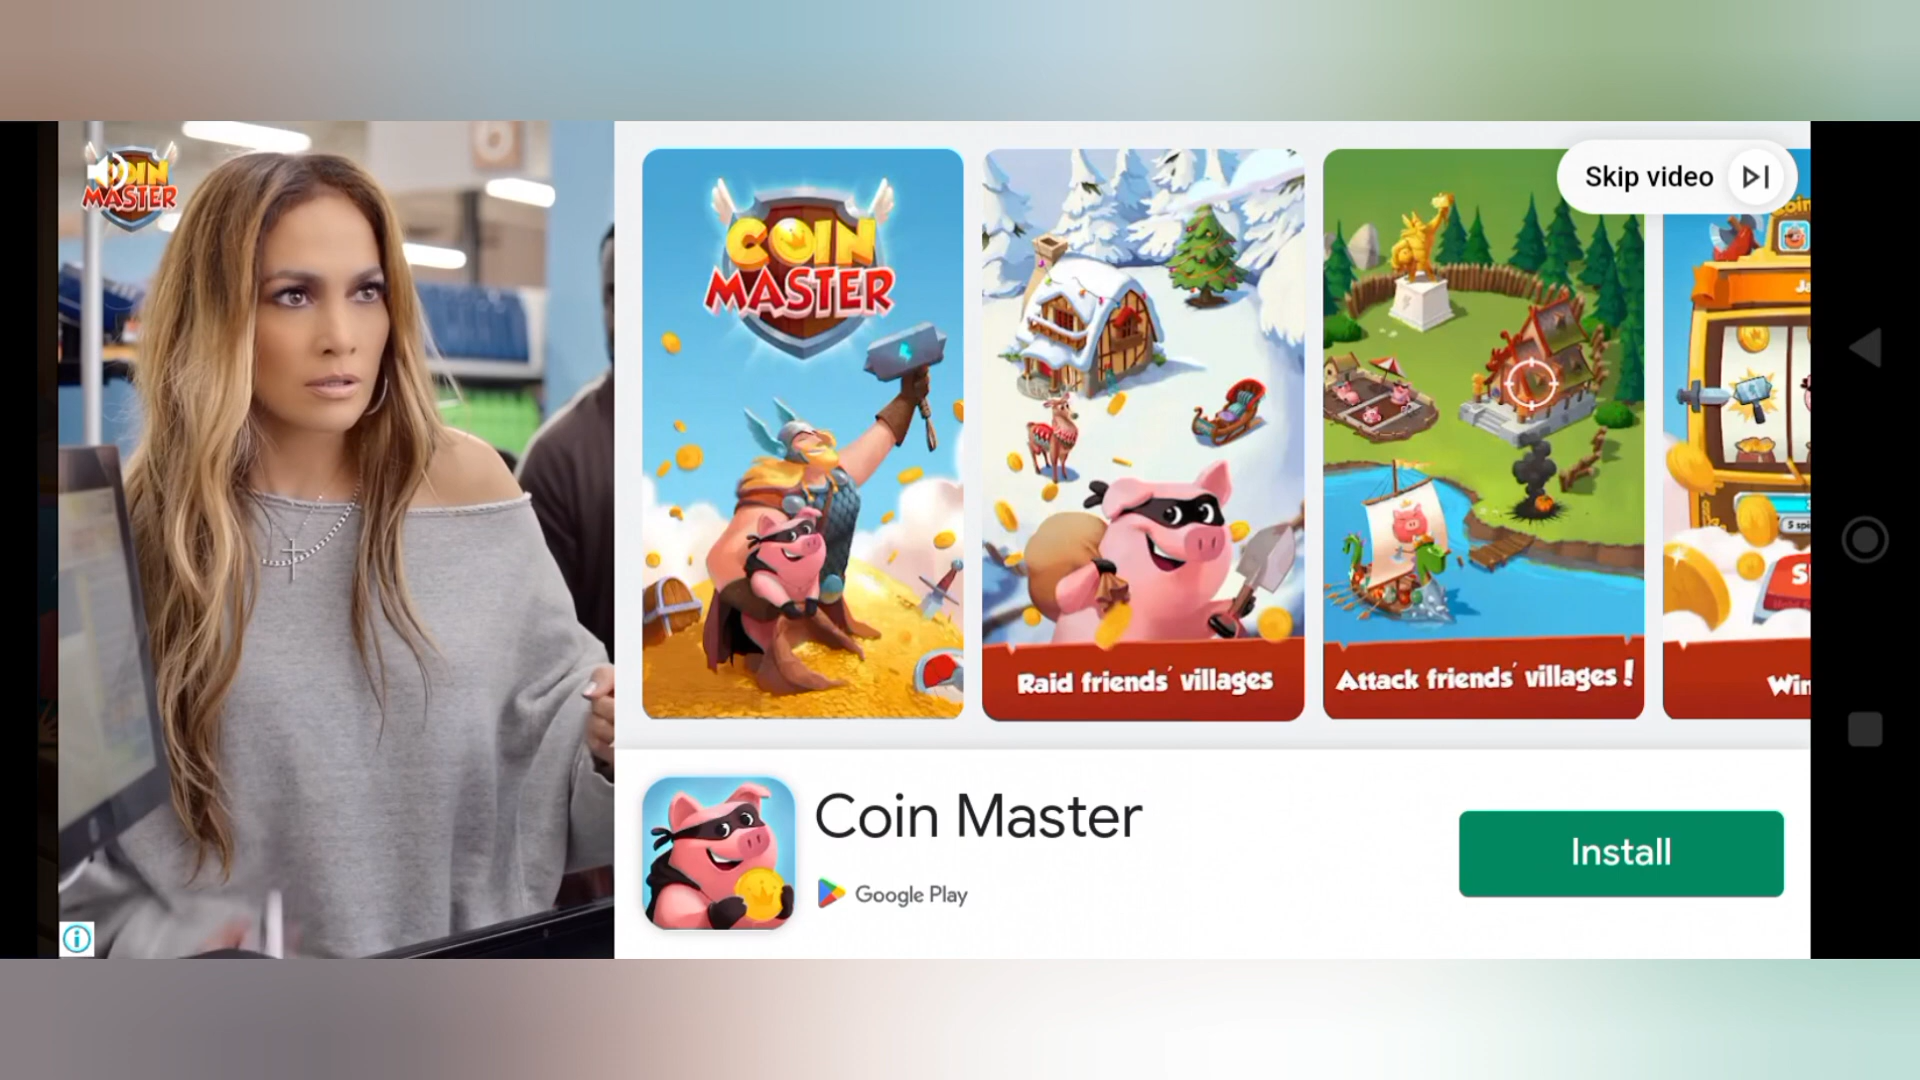 COIN
MASTER
COIN
MASTER
Raid friends' villages
Attack friends' villages!
Skip video
Coin Master
Google Play
Install